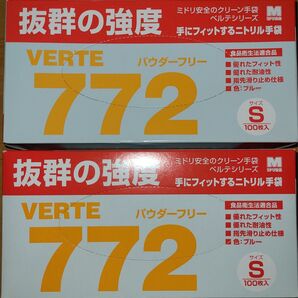 抜群の強度
ミドリ安全のクリーン手袋
ベルテシリーズ
手にフィットするニトリル手袋
VERTE
772
パウダーフリー
食品衛生法適合品
■優れたフィット性
■優れた耐油性
■指先滑り止め仕様
■色:ブルー
サイズ
S
100枚入
抜群の強度
ミドリ安全のクリーン手袋
ベルテシリーズ
手にフィットするニトリル手袋
VERTE
772
パウダーフリー
食品衛生法適合品
■優れたフィット性
■優れた耐油性
■指先滑り止め仕様
☑色:ブルー
サイズ
S
100枚入